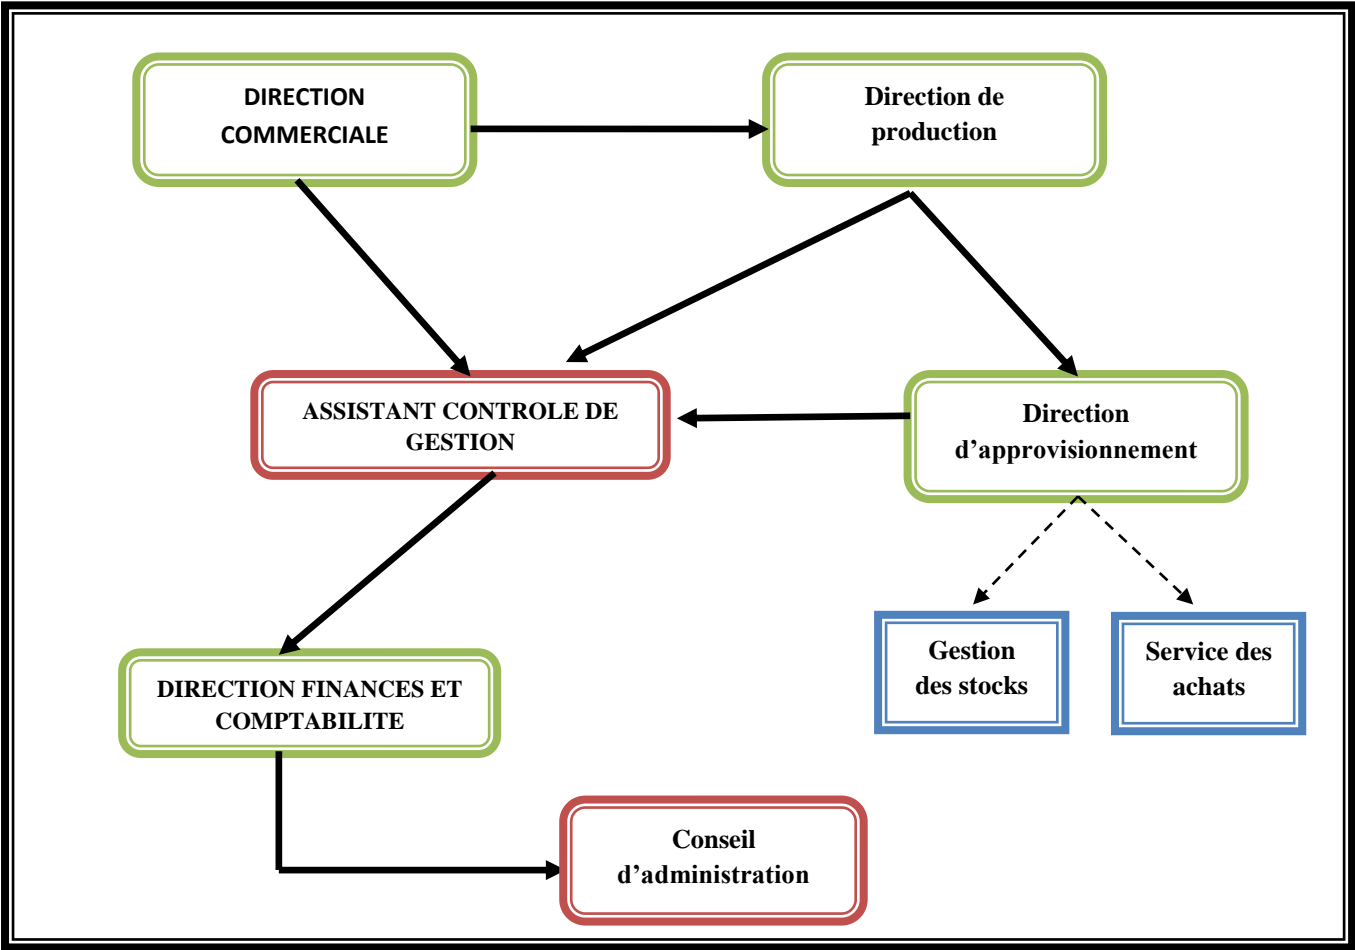 DIRECTION
COMMERCIALE
Direction de
production
ASSISTANT CONTROLE DE
GESTION
Direction
d’approvisionnement
Gestion
des stocks
Service des
achats
DIRECTION FINANCES ET
COMPTABILITE
Conseil
d’administration